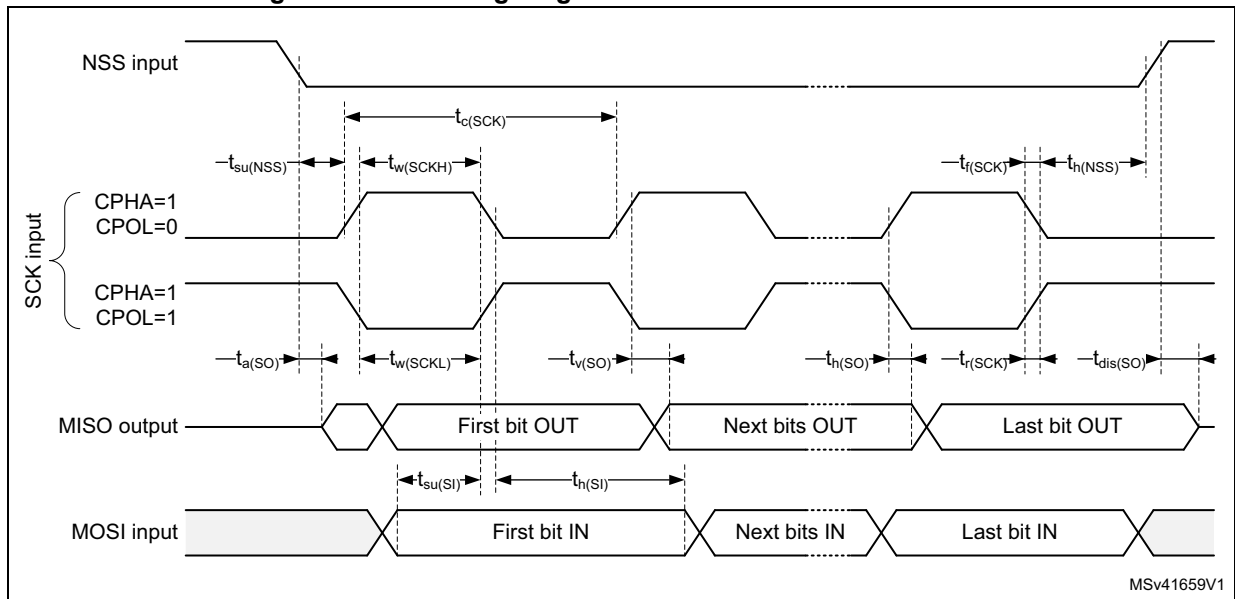 NSS input
tc(SCK)
tsu(NSS) tw(SCKH) tf(SCK) th(NSS)
SCK input
CPHA=1
CPOL=0
CPHA=1
CPOL=1
ta(SO) tw(SCKL) tv(SO) th(SO) tr(SCK) tdis(SO)
MISO output First bit OUT Next bits OUT Last bit OUT
tsu(SI) th(SI)
MOSI input First bit IN Next bits IN Last bit IN
MSv41659V1